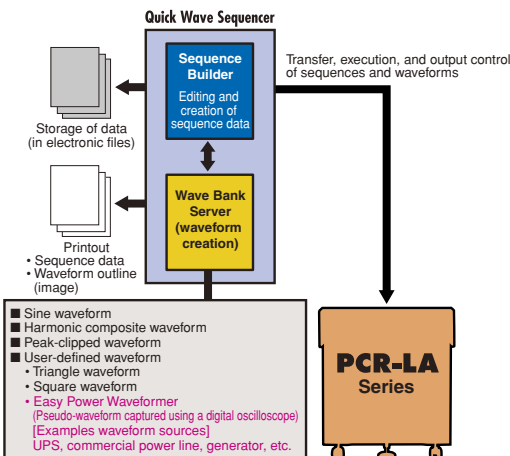 Quick Wave Sequencer
Sequence
Builder
Editing and
creation of
sequence data
Transfer, execution, and output control
of sequences and waveforms
Storage of data
(in electronic files)
Wave Bank
Server
(waveform
creation)
Printout
• Sequence data
• Waveform outline
(image)
■ Sine waveform
■ Harmonic composite waveform
■ Peak-clipped waveform
■ User-defined waveform
• Triangle waveform
• Square waveform
• Easy Power Waveformer
(Pseudo-waveform captured using a digital oscilloscope)
[Examples waveform sources]
UPS, commercial power line, generator, etc.
PCR-LA
Series